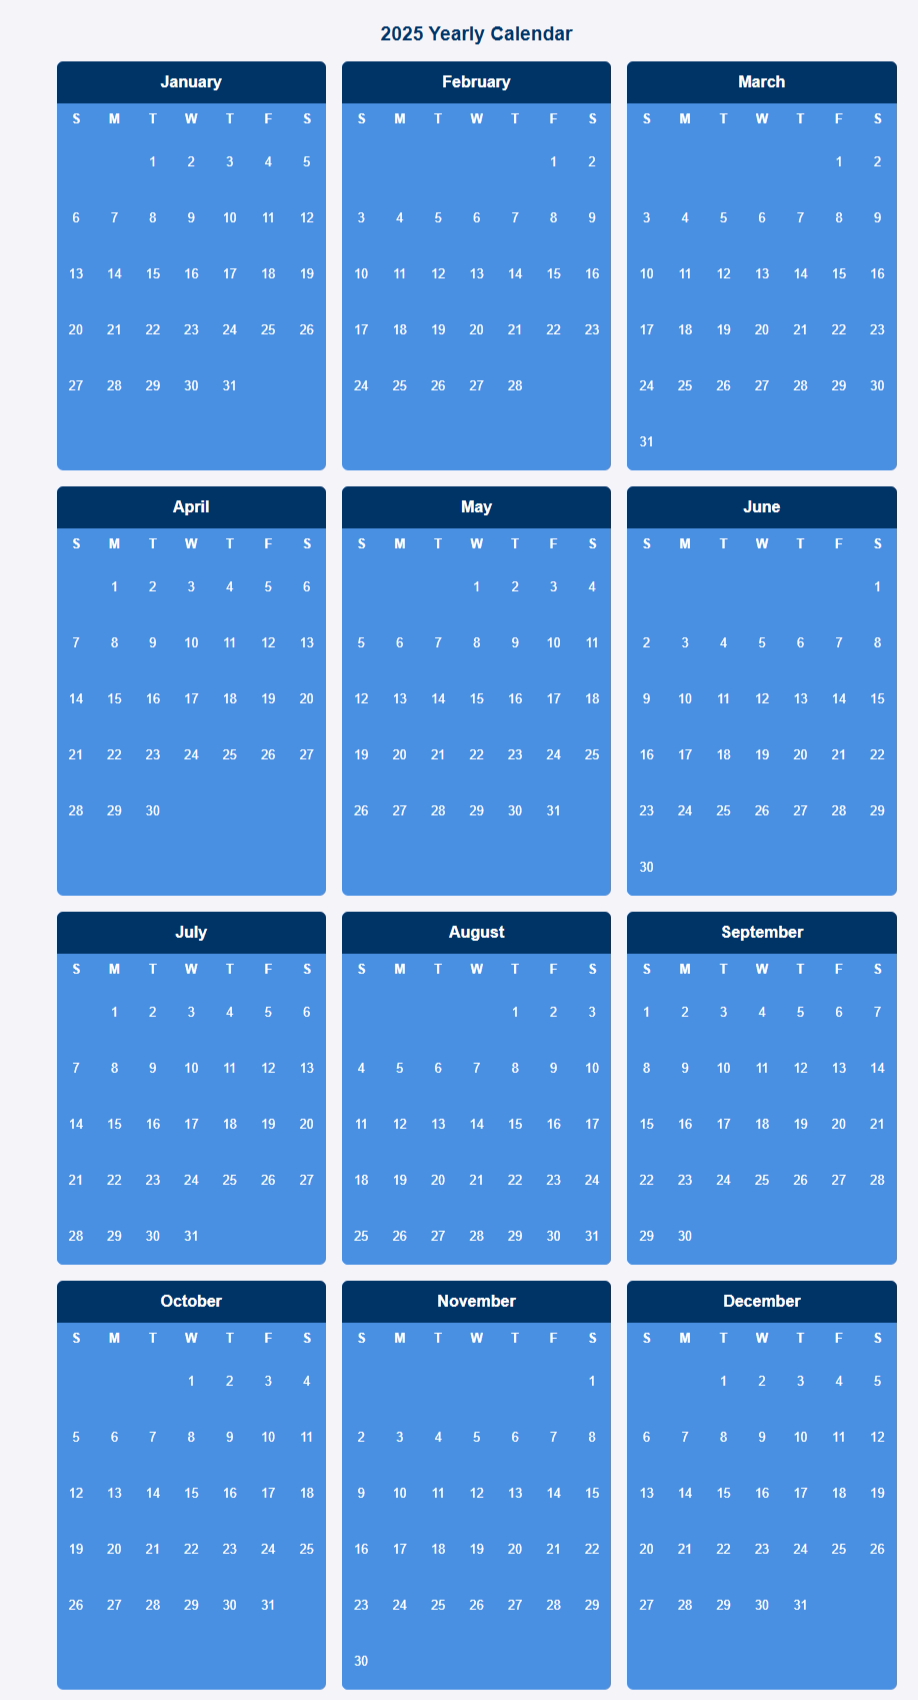 2025 Yearly Calendar
January
S M T W T F S
1 2 3 4 5
6 7 8 9 10 11 12
13 14 15 16 17 18 19
20 21 22 23 24 25 26
27 28 29 30 31
February
S M T W T F S
1 2
3 4 5 6 7 8 9
10 11 12 13 14 15 16
17 18 19 20 21 22 23
24 25 26 27 28
March
S M T W T F S
1 2
3 4 5 6 7 8 9
10 11 12 13 14 15 16
17 18 19 20 21 22 23
24 25 26 27 28 29 30
31
April
S M T W T F S
1 2 3 4 5 6
7 8 9 10 11 12 13
14 15 16 17 18 19 20
21 22 23 24 25 26 27
28 29 30
May
S M T W T F S
1 2 3 4
5 6 7 8 9 10 11
12 13 14 15 16 17 18
19 20 21 22 23 24 25
26 27 28 29 30 31
June
S M T W T F S
1
2 3 4 5 6 7 8
9 10 11 12 13 14 15
16 17 18 19 20 21 22
23 24 25 26 27 28 29
30
July
S M T W T F S
1 2 3 4 5 6
7 8 9 10 11 12 13
14 15 16 17 18 19 20
21 22 23 24 25 26 27
28 29 30 31
August
S M T W T F S
1 2 3
4 5 6 7 8 9 10
11 12 13 14 15 16 17
18 19 20 21 22 23 24
25 26 27 28 29 30 31
September
S M T W T F S
1 2 3 4 5 6 7
8 9 10 11 12 13 14
15 16 17 18 19 20 21
22 23 24 25 26 27 28
29 30
October
S M T W T F S
1 2 3 4
5 6 7 8 9 10 11
12 13 14 15 16 17 18
19 20 21 22 23 24 25
26 27 28 29 30 31
November
S M T W T F S
1
2 3 4 5 6 7 8
9 10 11 12 13 14 15
16 17 18 19 20 21 22
23 24 25 26 27 28 29
30
December
S M T W T F S
1 2 3 4 5
6 7 8 9 10 11 12
13 14 15 16 17 18 19
20 21 22 23 24 25 26
27 28 29 30 31